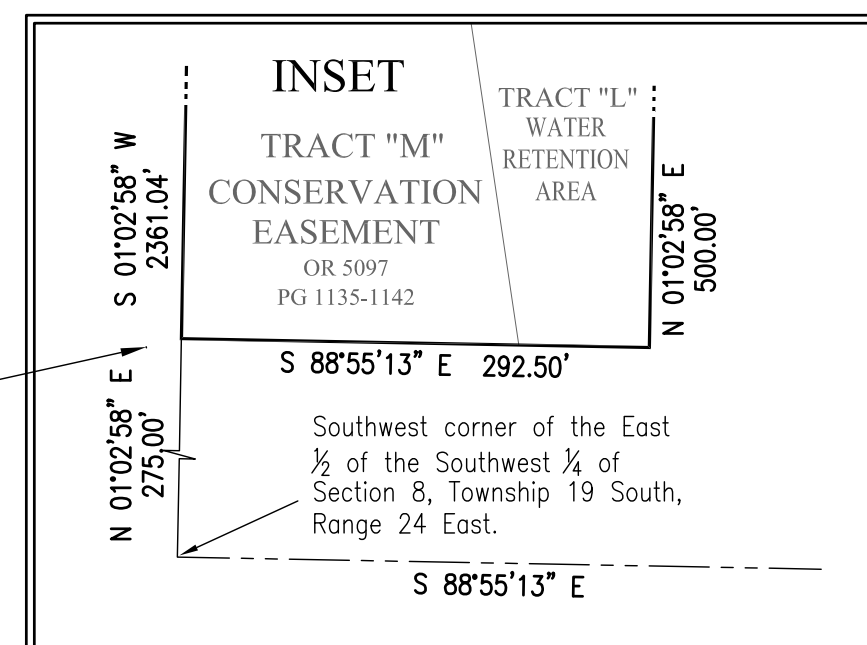 INSET
TRACT "M"
CONSERVATION
EASEMENT
OR 5097
PG 1135-1142
TRACT "L"
WATER
RETENTION
AREA
S 01°02'58" W
2361.04'
N 01°02'58" E
500.00'
S 88°55'13" E 292.50'
N 01°02'58" E
275.00'
Southwest corner of the East
½ of the Southwest ¼ of
Section 8, Township 19 South,
Range 24 East.
S 88°55'13" E